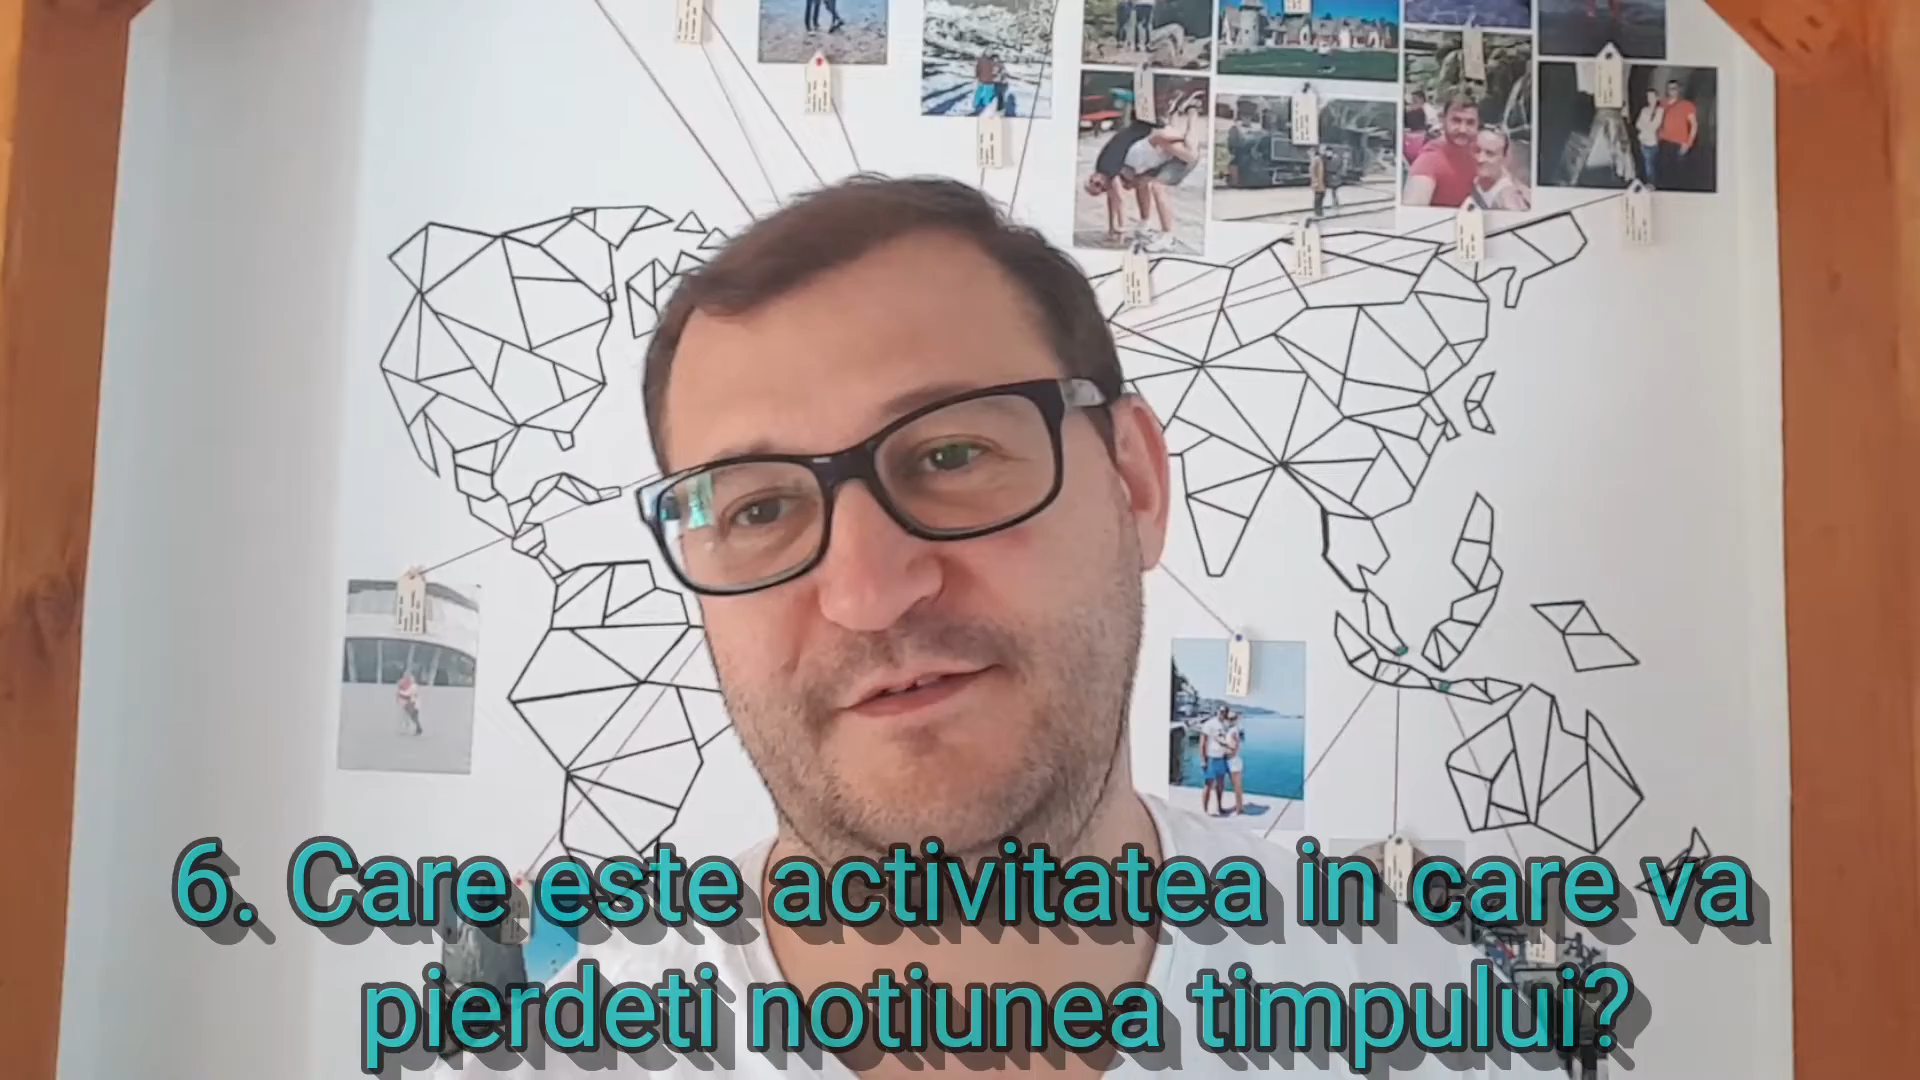 6. Care este activitatea in care va
pierdeti notiunea timpului?